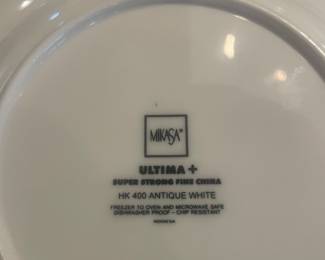 MIKASA®
ULTIMA +
SUPER STRONG FINE CHINA
HK 400 ANTIQUE WHITE
FREEZER TO OVEN AND MICROWAVE SAFE
DISHWASHER PROOF - CHIP RESISTANT
INDONESIA